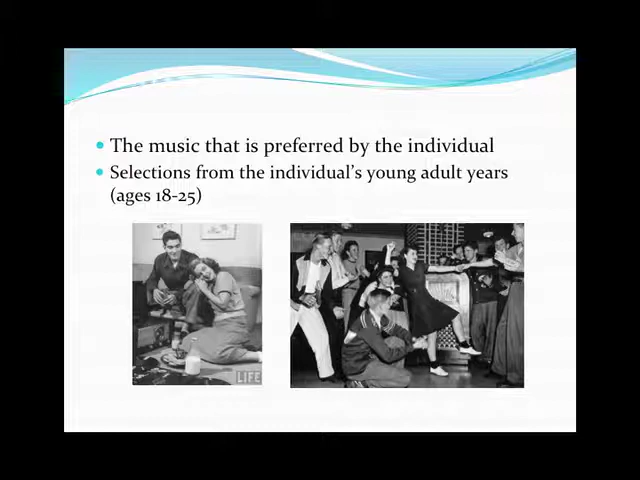 The music that is preferred by the individual
Selections from the individual's young adult years
(ages 18-25)
LIFE